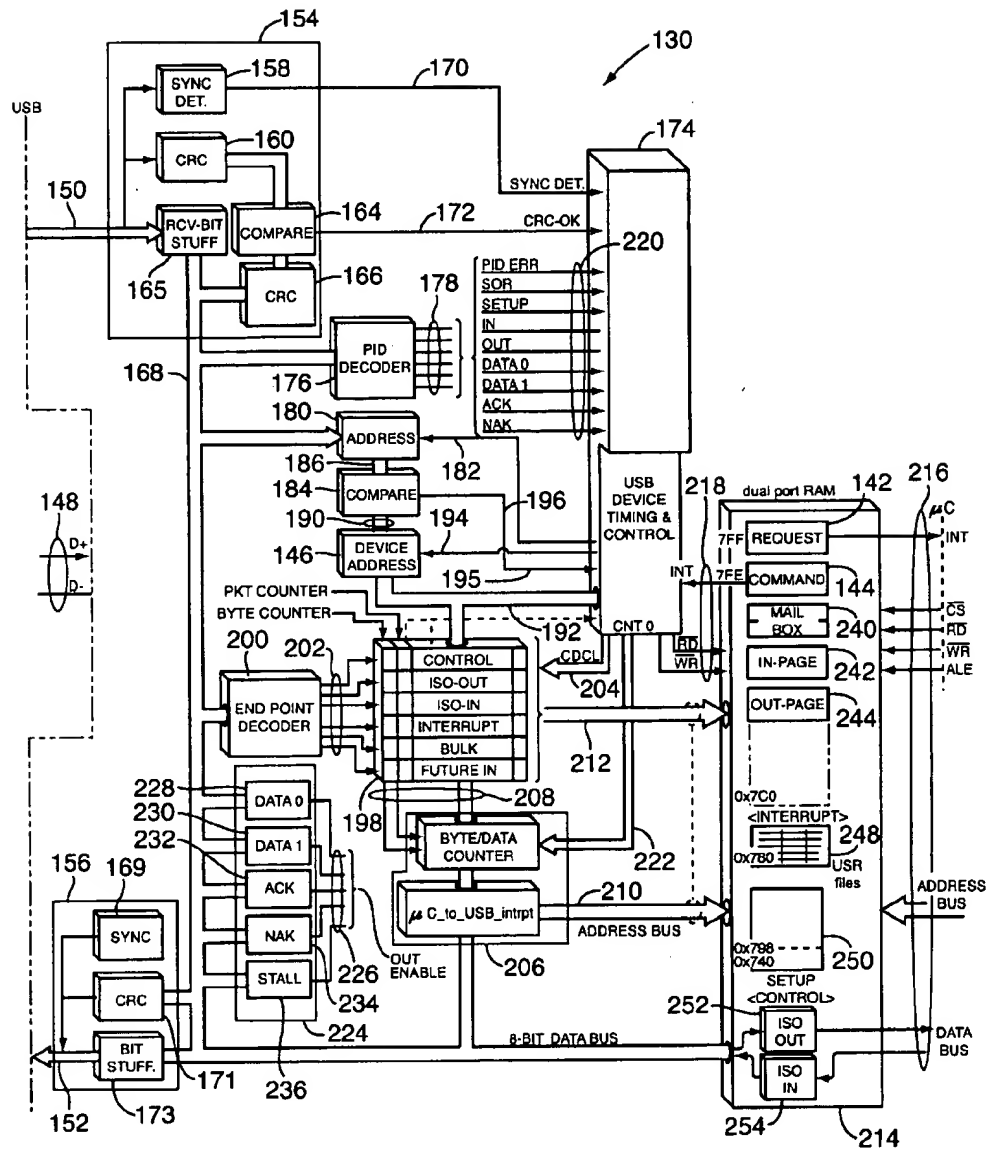 154
130
158
170
SYNC
DET.
USB
160
174
CRC
SYNC DET.
150
164
172
CRC-OK
RCV-BIT
STUFF
COMPARE
220
165
166
CRC
178
PID ERR
SOR
SETUP
IN
OUT
DATA 0
DATA 1
ACK
NAK
PID
DECODER
168
176
180
ADDRESS
182
186
184
COMPARE
196
190
194
146
DEVICE
ADDRESS
195
USB
DEVICE
TIMING &
CONTROL
218
dual port RAM
142
216
µC
148
D+
D-
7FF
REQUEST
INT
INT
7FE
COMMAND
144
PKT COUNTER
BYTE COUNTER
192
CNT 0
MAIL
BOX
240
CS
RD
WR
ALE
200
202
CONTROL
CDCL
204
RD
WR
IN-PAGE
242
ISO-OUT
ISO-IN
INTERRUPT
BULK
FUTURE IN
END POINT
DECODER
OUT-PAGE
244
212
198
208
0x7C0
<INTERRUPT>
228
DATA 0
230
DATA 1
232
BYTE/DATA
COUNTER
222
248
0x780
USR
files
156
169
ACK
SYNC
NAK
µC_to_USB_intrpt
210
ADDRESS BUS
ADDRESS
BUS
OUT
ENABLE
226
206
0x798
0x740
250
STALL
234
SETUP
<CONTROL>
CRC
224
252
236
ISO
OUT
8-BIT DATA BUS
DATA
BUS
BIT
STUFF.
171
ISO
IN
152
173
254
214